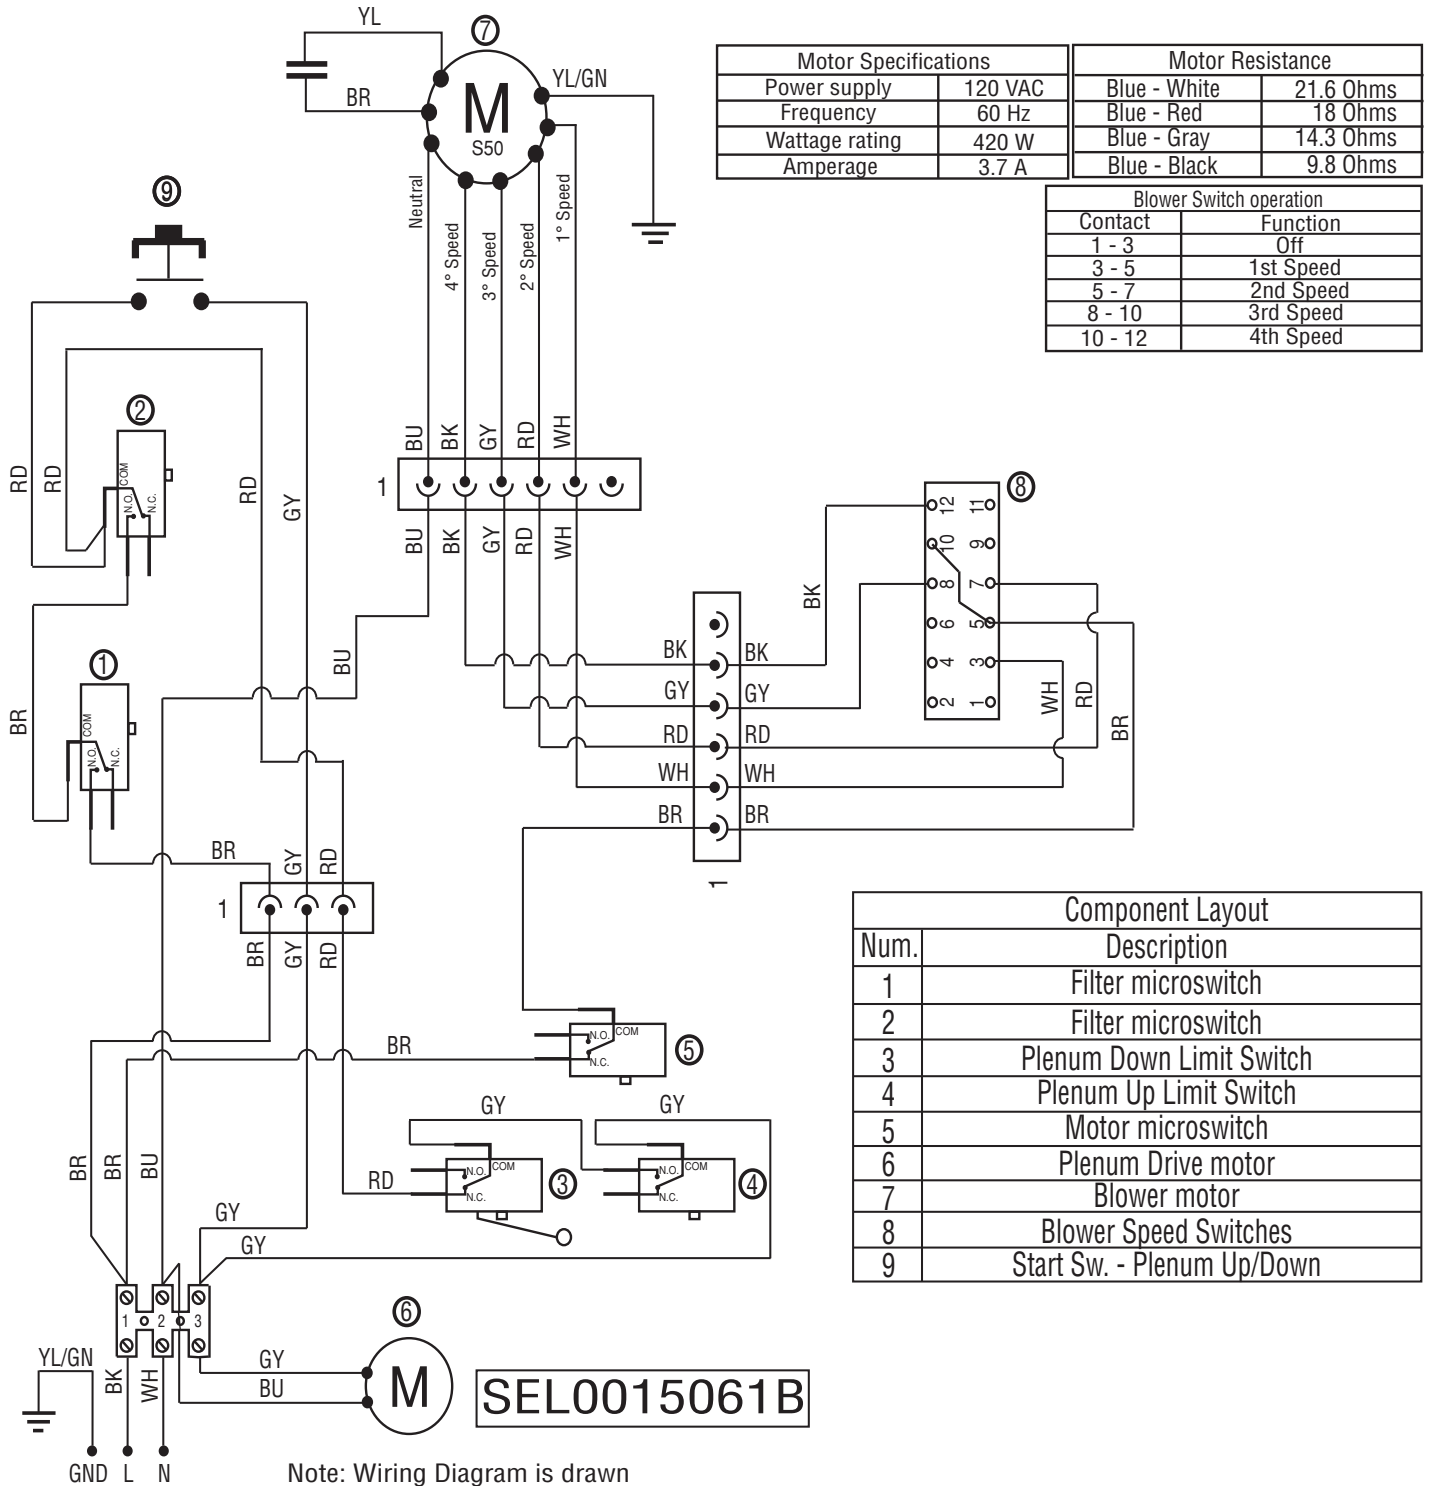 YL
7
BR
M
S50
YL/GN
Motor Specifications
Power supply 120 VAC
Frequency 60 Hz
Wattage rating 420 W
Amperage 3.7 A
Motor Resistance
Blue - White 21.6 Ohms
Blue - Red 18 Ohms
Blue - Gray 14.3 Ohms
Blue - Black 9.8 Ohms
Blower Switch operation
Contact Function
1 - 3 Off
3 - 5 1st Speed
5 - 7 2nd Speed
8 - 10 3rd Speed
10 - 12 4th Speed
9
Neutral
4° Speed
3° Speed
2° Speed
1° Speed
2
COM
N.O.
N.C.
RD
RD
RD
GY
BU
BK
GY
RD
WH
1
BU
BK
GY
RD
WH
8
12 11
10 9
8 7
6 5
4 3
2 1
BK
WH
RD
BR
BU
BK BK
GY GY
RD RD
WH WH
BR BR
1
1
COM
N.O.
N.C.
BR
BR
GY
RD
1
BR
GY
RD
BR
N.O. COM
N.C.
5
GY
GY
N.O. COM
N.C.
3
N.O. COM
N.C.
4
RD
BR
BR
BU
GY
GY
1 2 3
6
M
GY
BU
YL/GN
BK
WH
GND L N
SEL0015061B
Component Layout
Num. Description
1 Filter microswitch
2 Filter microswitch
3 Plenum Down Limit Switch
4 Plenum Up Limit Switch
5 Motor microswitch
6 Plenum Drive motor
7 Blower motor
8 Blower Speed Switches
9 Start Sw. - Plenum Up/Down
Note: Wiring Diagram is drawn